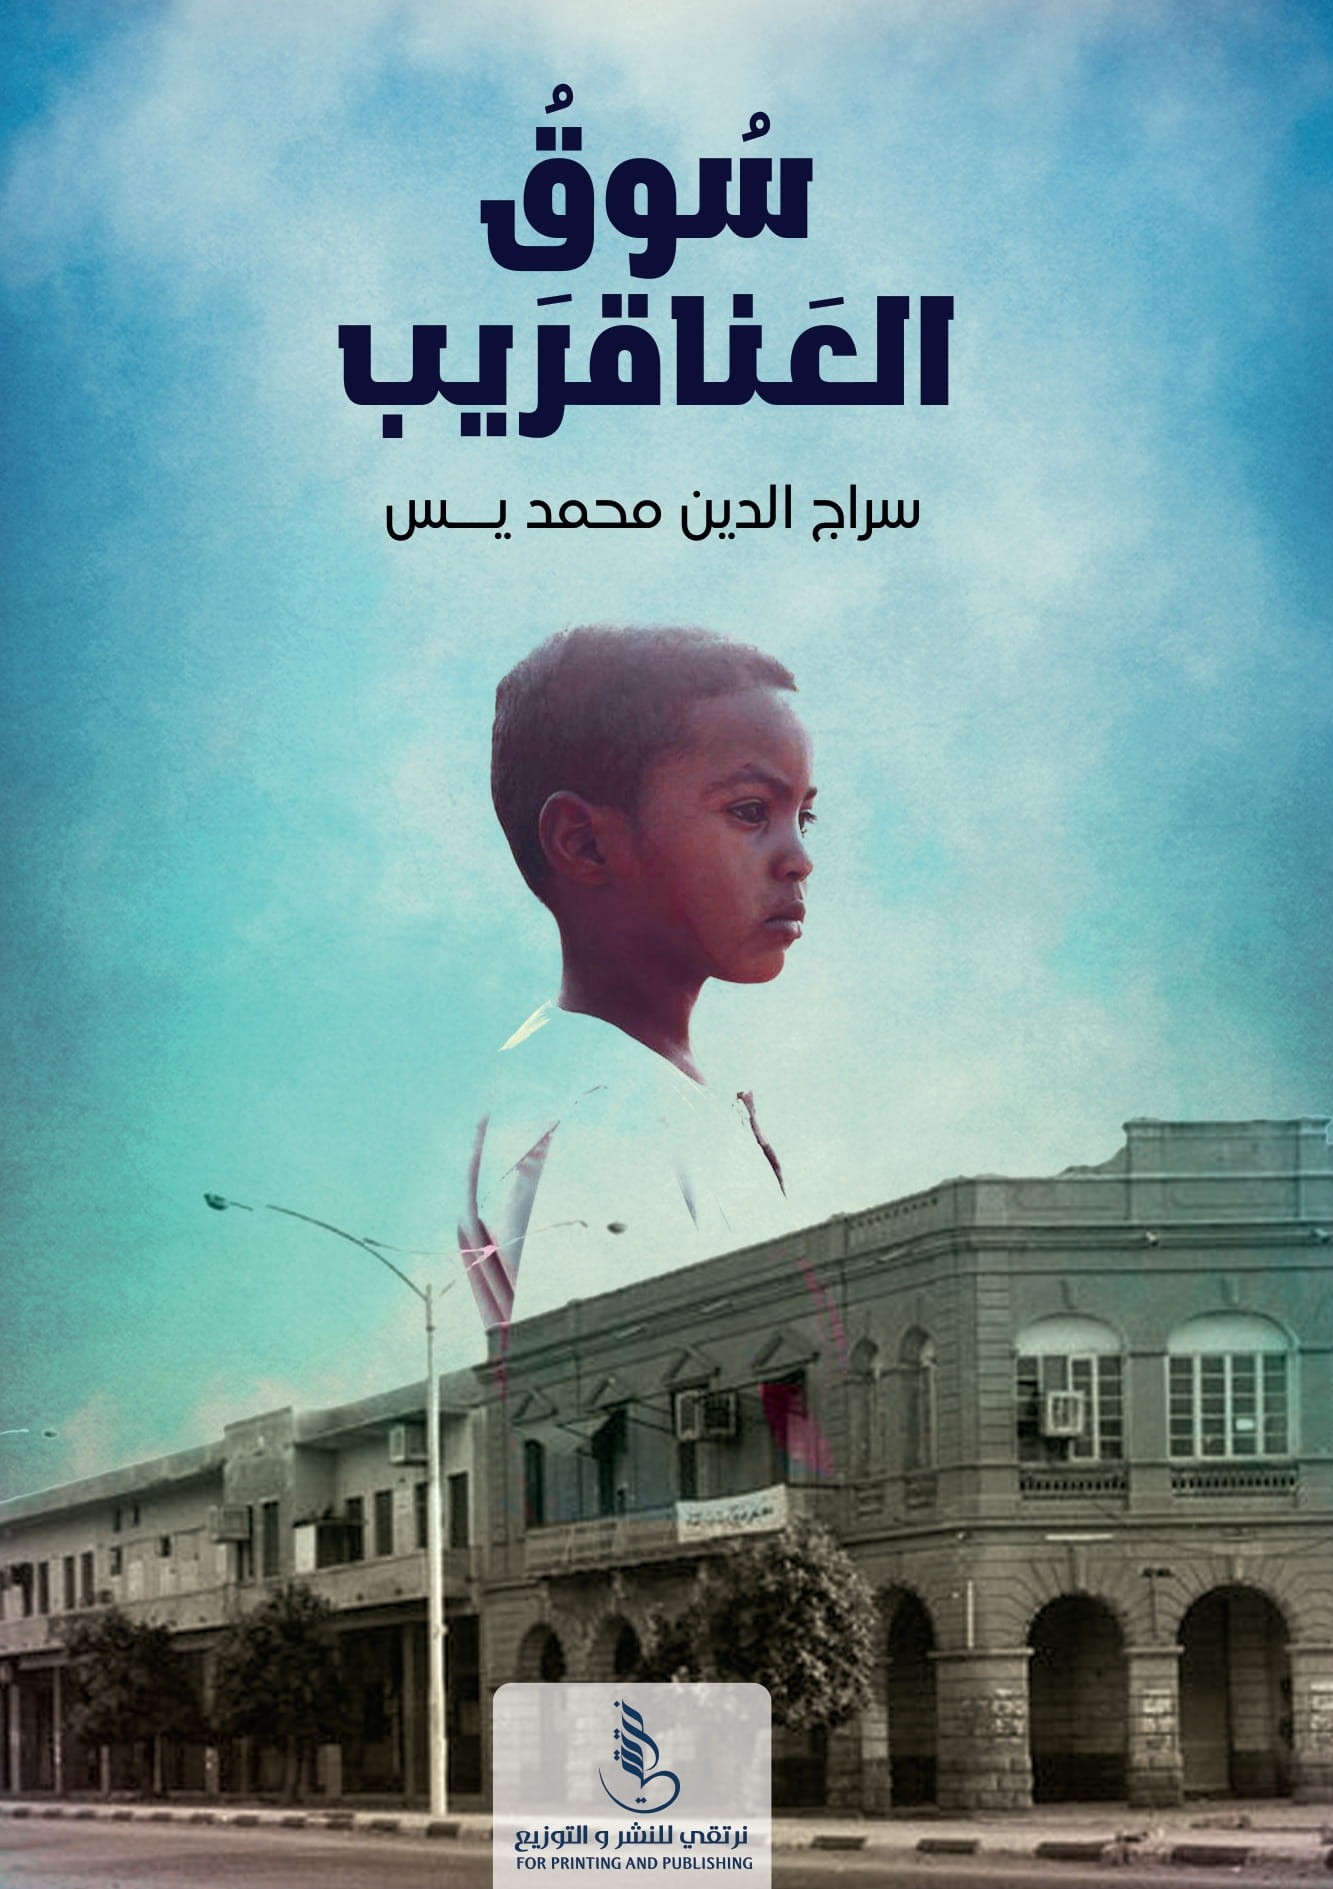 سُوقُ
العَناقرَيب
سراج الدين محمد يــس
نرتقي للنشر و التوزيع
FOR PRINTING AND PUBLISHING